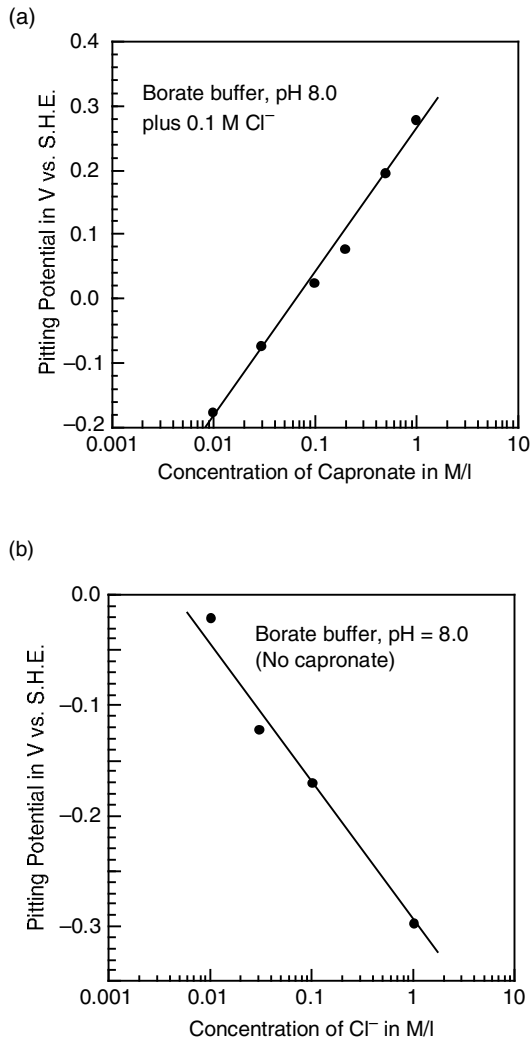 (a)
0.4
Borate buffer, pH 8.0
plus 0.1 M Cl⁻
0.3
0.2
0.1
0.0
−0.1
−0.2
Pitting Potential in V vs. S.H.E.
0.001 0.01 0.1 1 10
Concentration of Capronate in M/l
(b)
0.0
Borate buffer, pH = 8.0
(No capronate)
−0.1
−0.2
−0.3
Pitting Potential in V vs. S.H.E.
0.001 0.01 0.1 1 10
Concentration of Cl⁻ in M/l